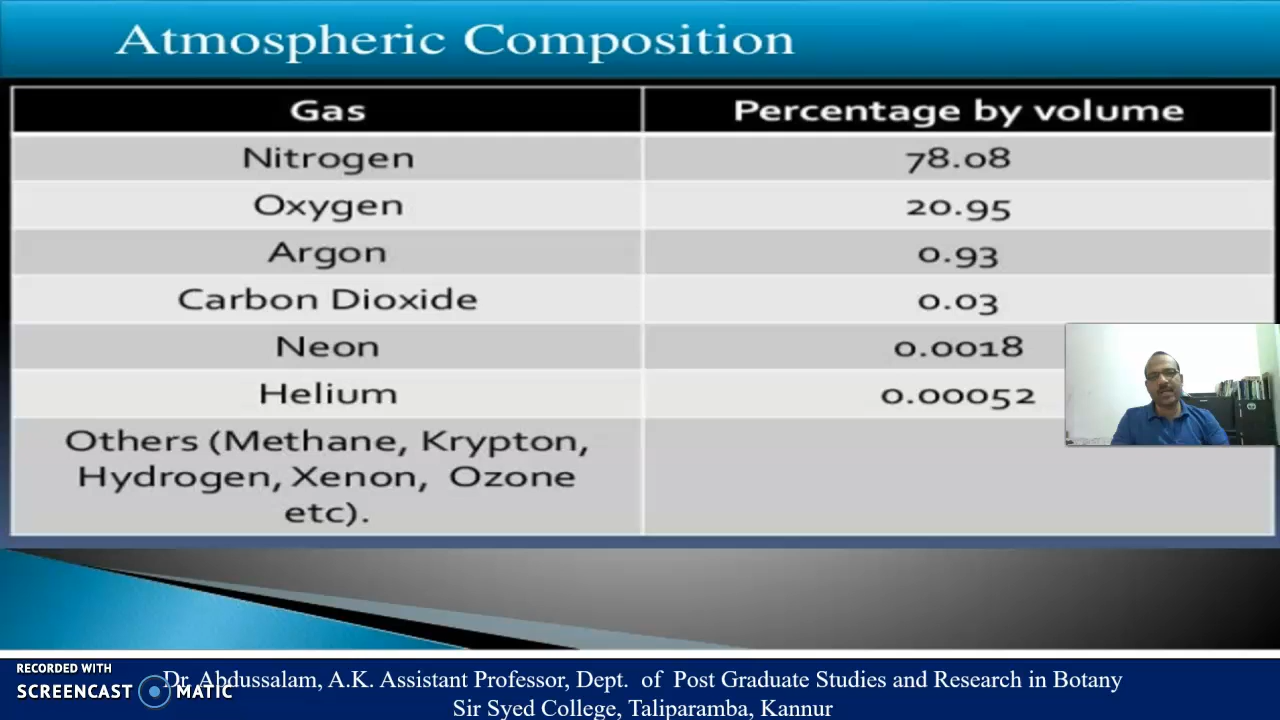 Atmospheric Composition
Gas Percentage by volume
Nitrogen 78.08
Oxygen 20.95
Argon 0.93
Carbon Dioxide 0.03
Neon 0.0018
Helium 0.00052
Others (Methane, Krypton,
Hydrogen, Xenon, Ozone
etc).
RECORDED WITH
SCREENCAST MATIC
Dr. Abdussalam, A.K. Assistant Professor, Dept. of Post Graduate Studies and Research in Botany
Sir Syed College, Taliparamba, Kannur